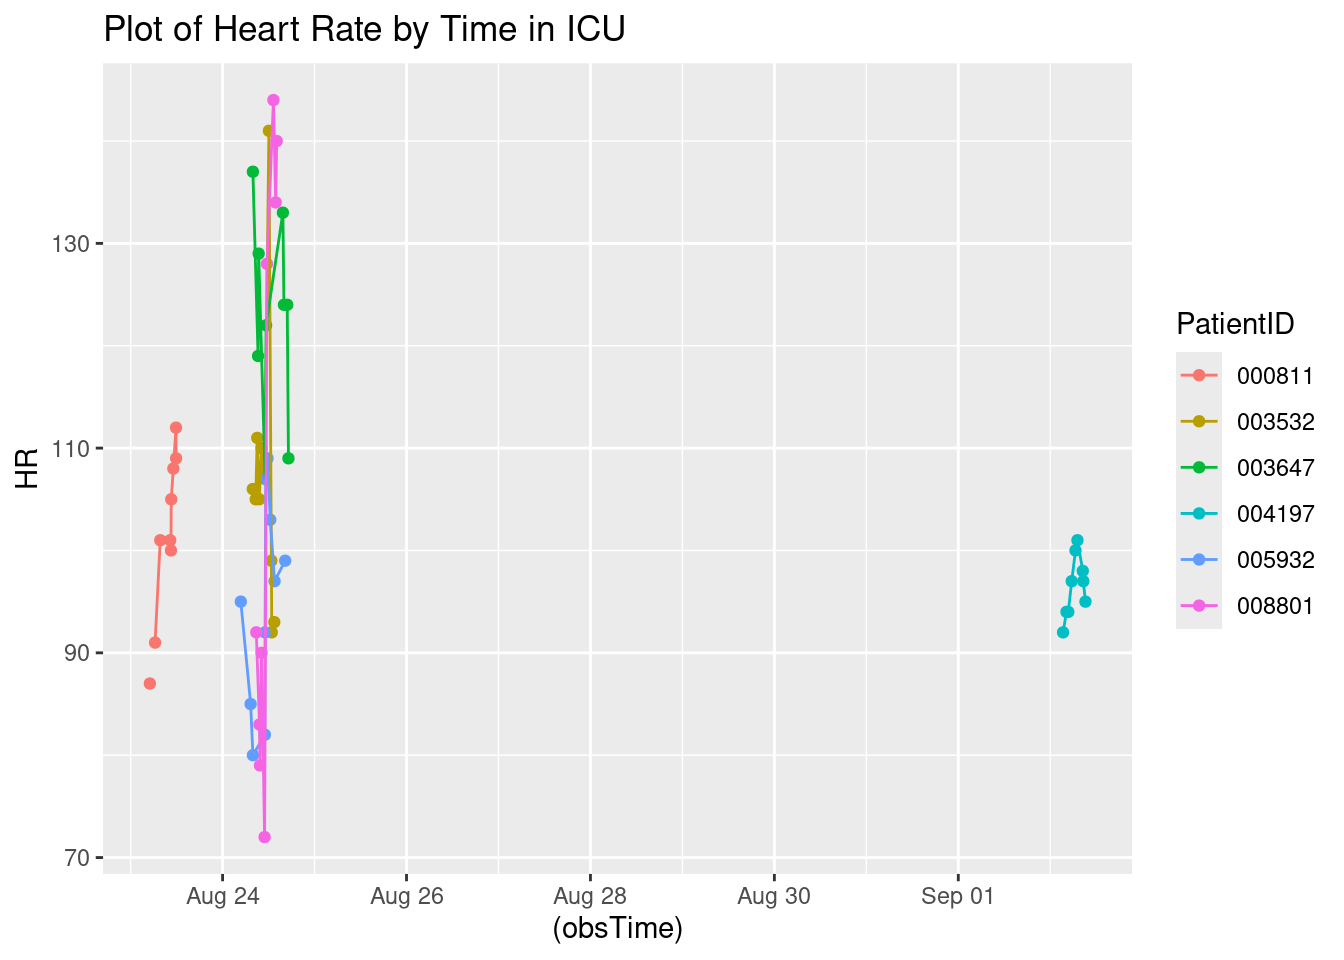 Plot of Heart Rate by Time in ICU
HR
130
110
90
70
Aug 24
Aug 26
Aug 28
Aug 30
Sep 01
(obsTime)
PatientID
000811
003532
003647
004197
005932
008801